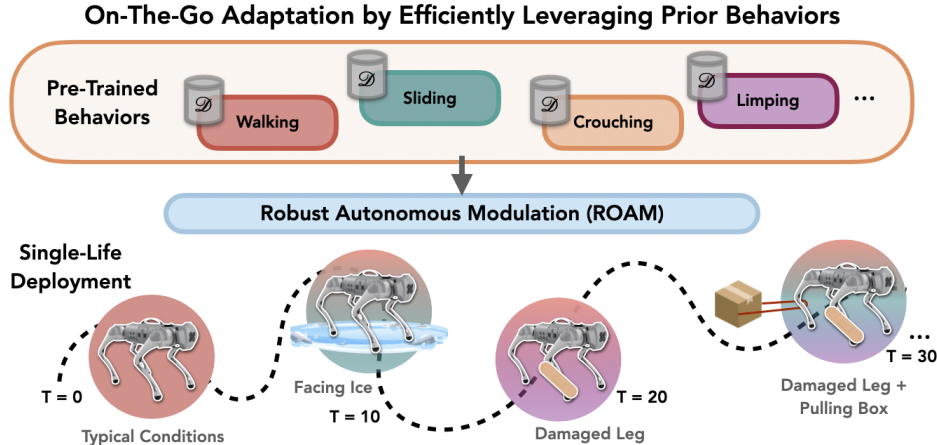 On-The-Go Adaptation by Efficiently Leveraging Prior Behaviors
Pre-Trained
Behaviors
𝒟
Walking
𝒟
Sliding
𝒟
Crouching
𝒟
Limping
...
Robust Autonomous Modulation (ROAM)
Single-Life
Deployment
T = 0
Typical Conditions
Facing Ice
T = 10
T = 20
Damaged Leg
...
T = 30
Damaged Leg +
Pulling Box